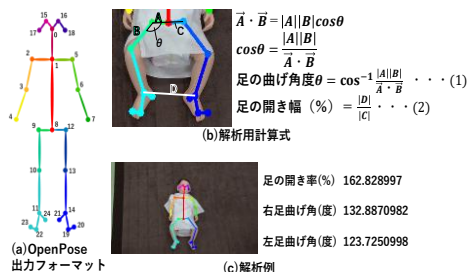 15 16
17 0 18
2 1 5
3 6
4 7
9 8 12
10 13
11 24 21 14
22 23 19 20
(a)OpenPose
出力フォーマット
A
B C
θ
D
A⃗ · B⃗ = |A||B|cosθ
cosθ = |A||B| / A⃗ · B⃗
足の曲げ角度θ = cos⁻¹ |A||B| / A⃗ · B⃗ ・・・(1)
足の開き幅（%）= |D| / |C| ・・・(2)
(b)解析用計算式
足の開き率(%) 162.828997
右足曲げ角(度) 132.8870982
左足曲げ角(度) 123.7250998
(c)解析例